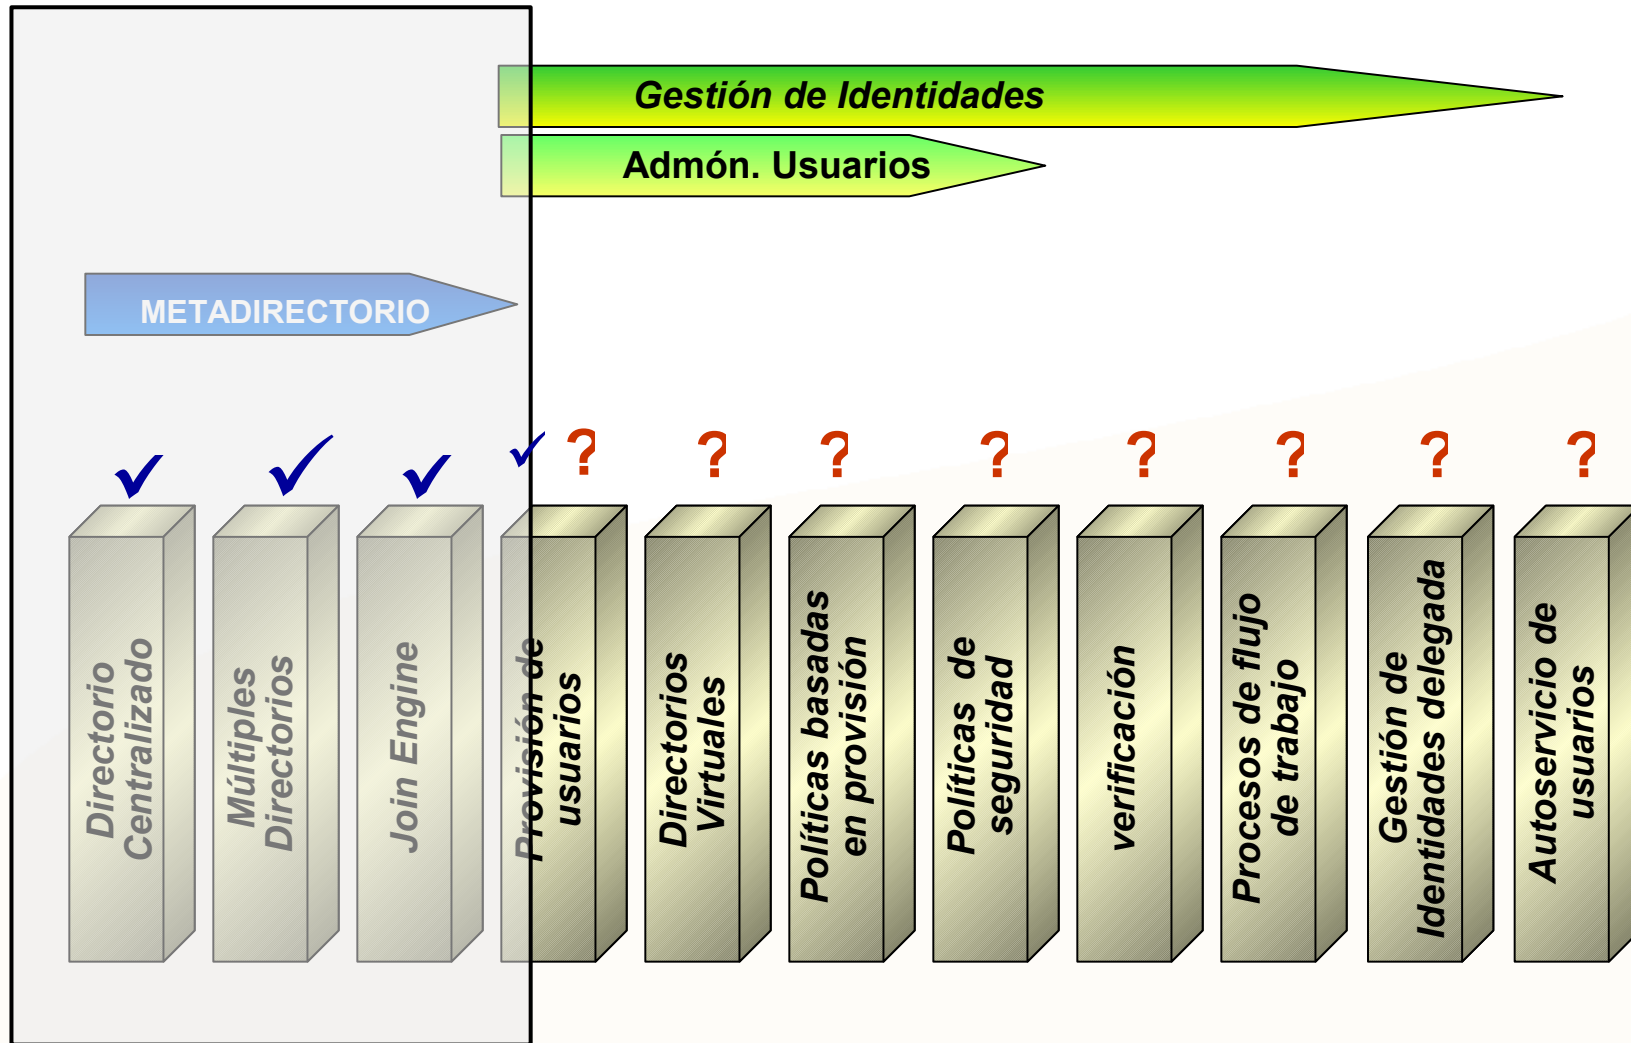 Gestión de Identidades
Admón. Usuarios
METADIRECTORIO
? ? ? ? ? ? ? ?
Directorio
Centralizado
Múltiples
Directorios
Join Engine
Provisión de
usuarios
Directorios
Virtuales
Políticas basadas
en provisión
Políticas de
seguridad
verificación
Procesos de flujo
de trabajo
Gestión de
Identidades delegada
Autoservicio de
usuarios